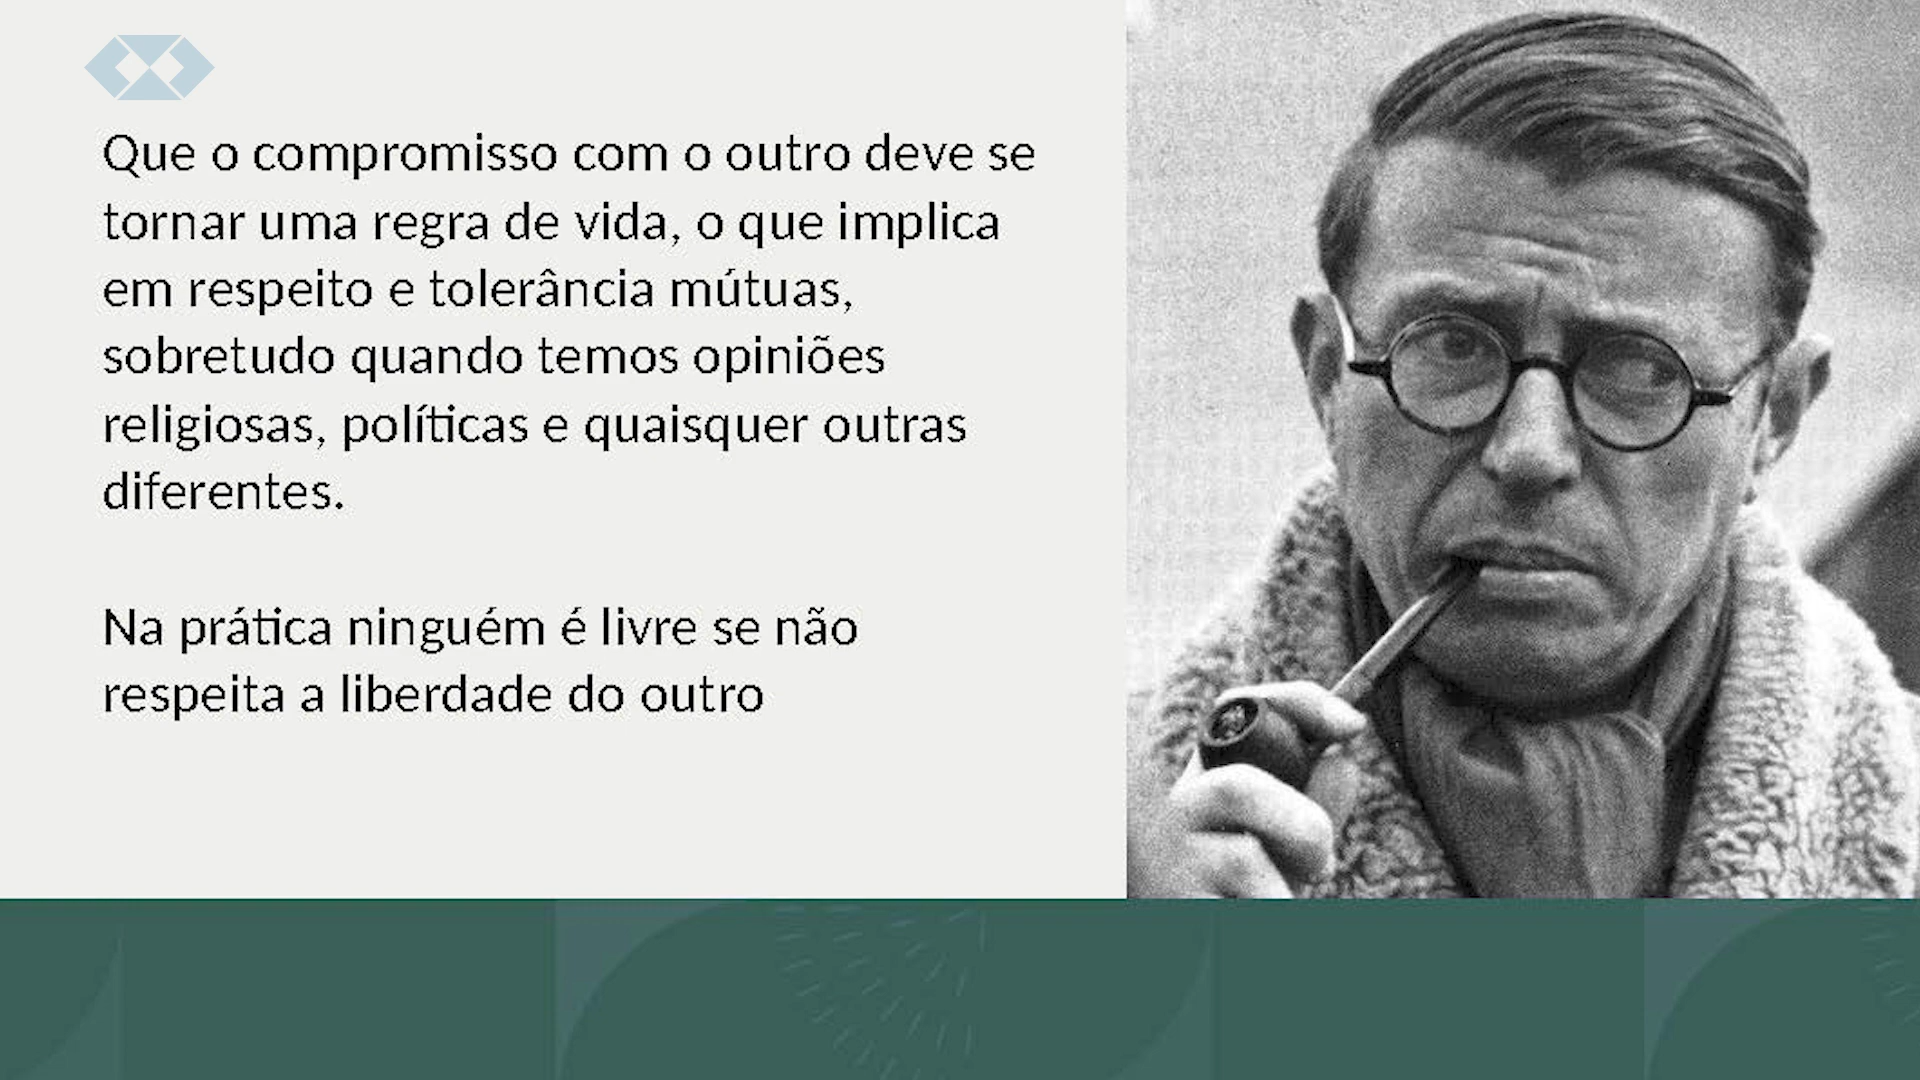 Que o compromisso com o outro deve se
tornar uma regra de vida, o que implica
em respeito e tolerância mútuas,
sobretudo quando temos opiniões
religiosas, políticas e quaisquer outras
diferentes.
Na prática ninguém é livre se não
respeita a liberdade do outro